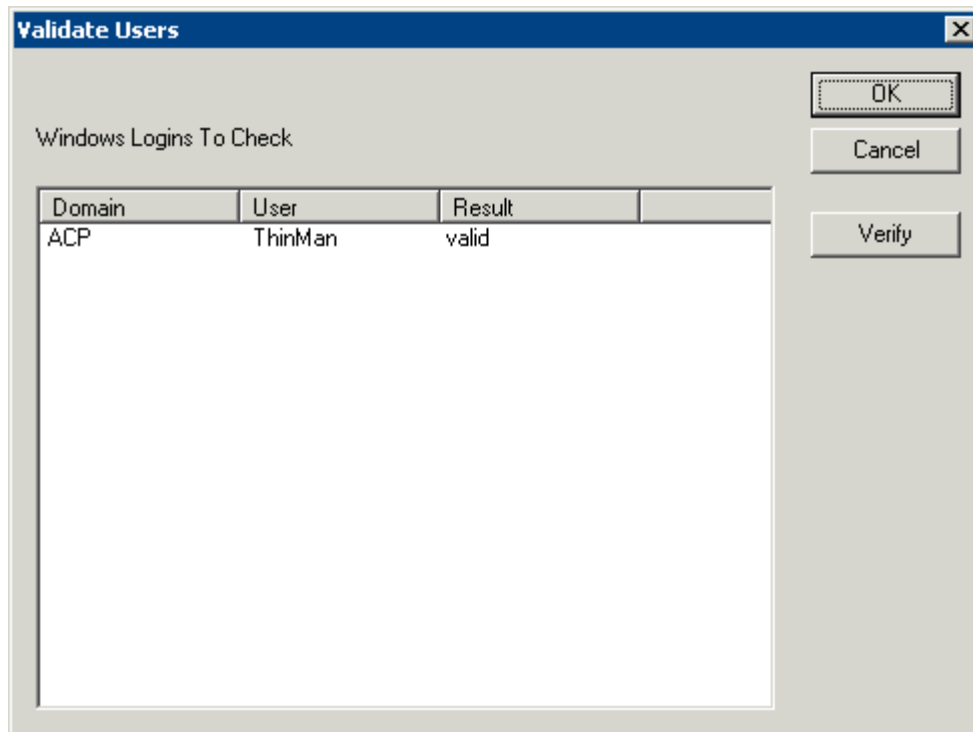 Validate Users
OK
Windows Logins To Check
Cancel
Domain User Result
ACP ThinMan valid
Verify